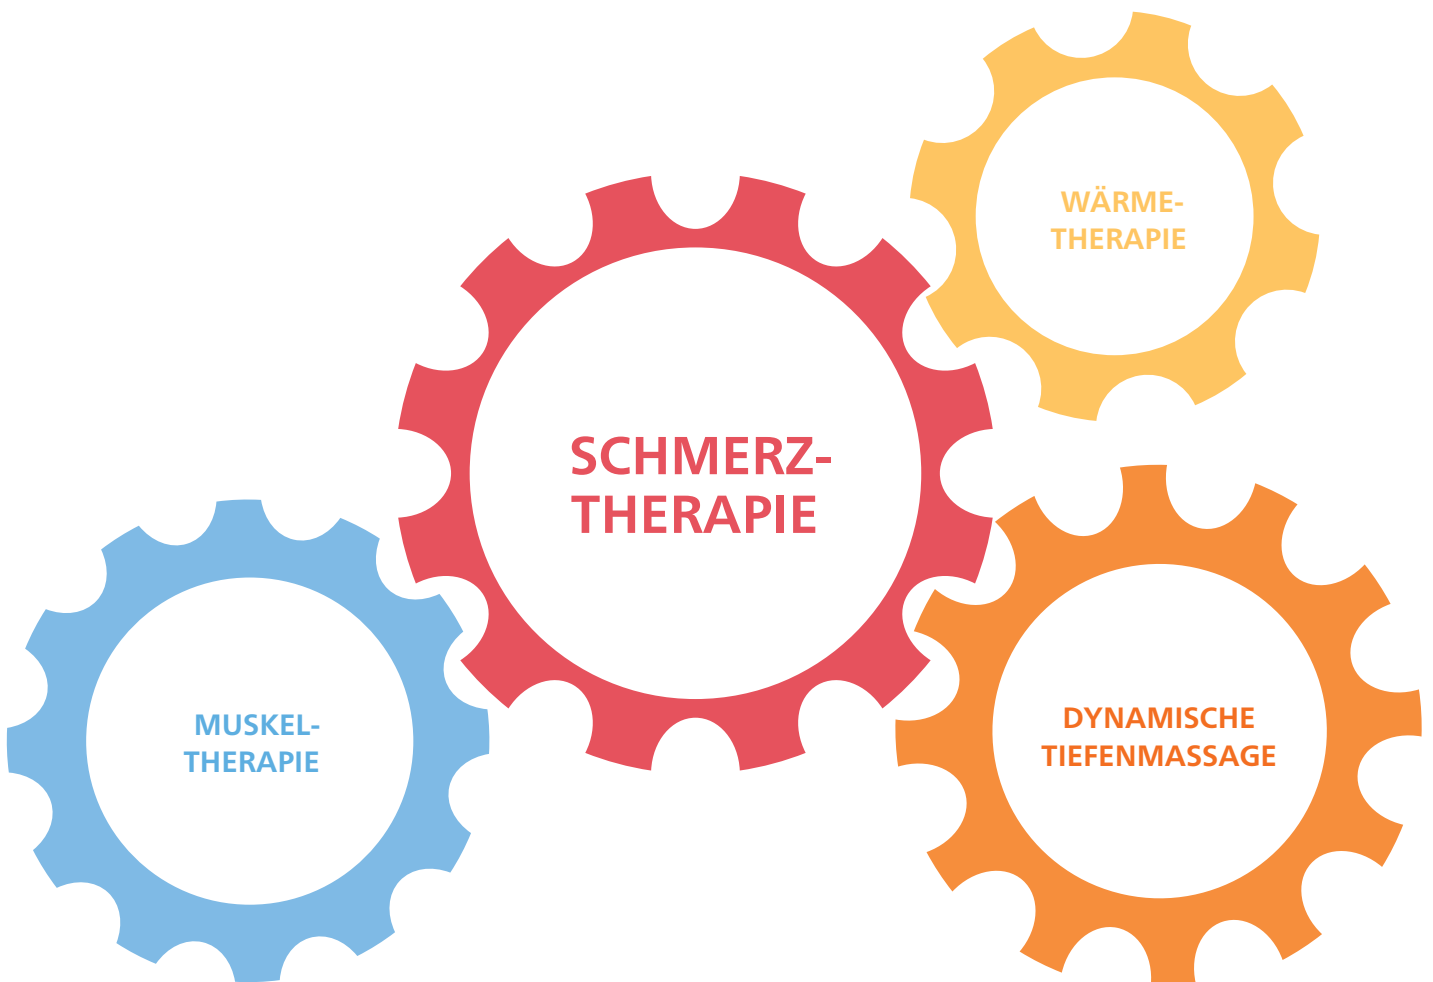 WÄRME-
THERAPIE
SCHMERZ-
THERAPIE
MUSKEL-
THERAPIE
DYNAMISCHE
TIEFENMASSAGE